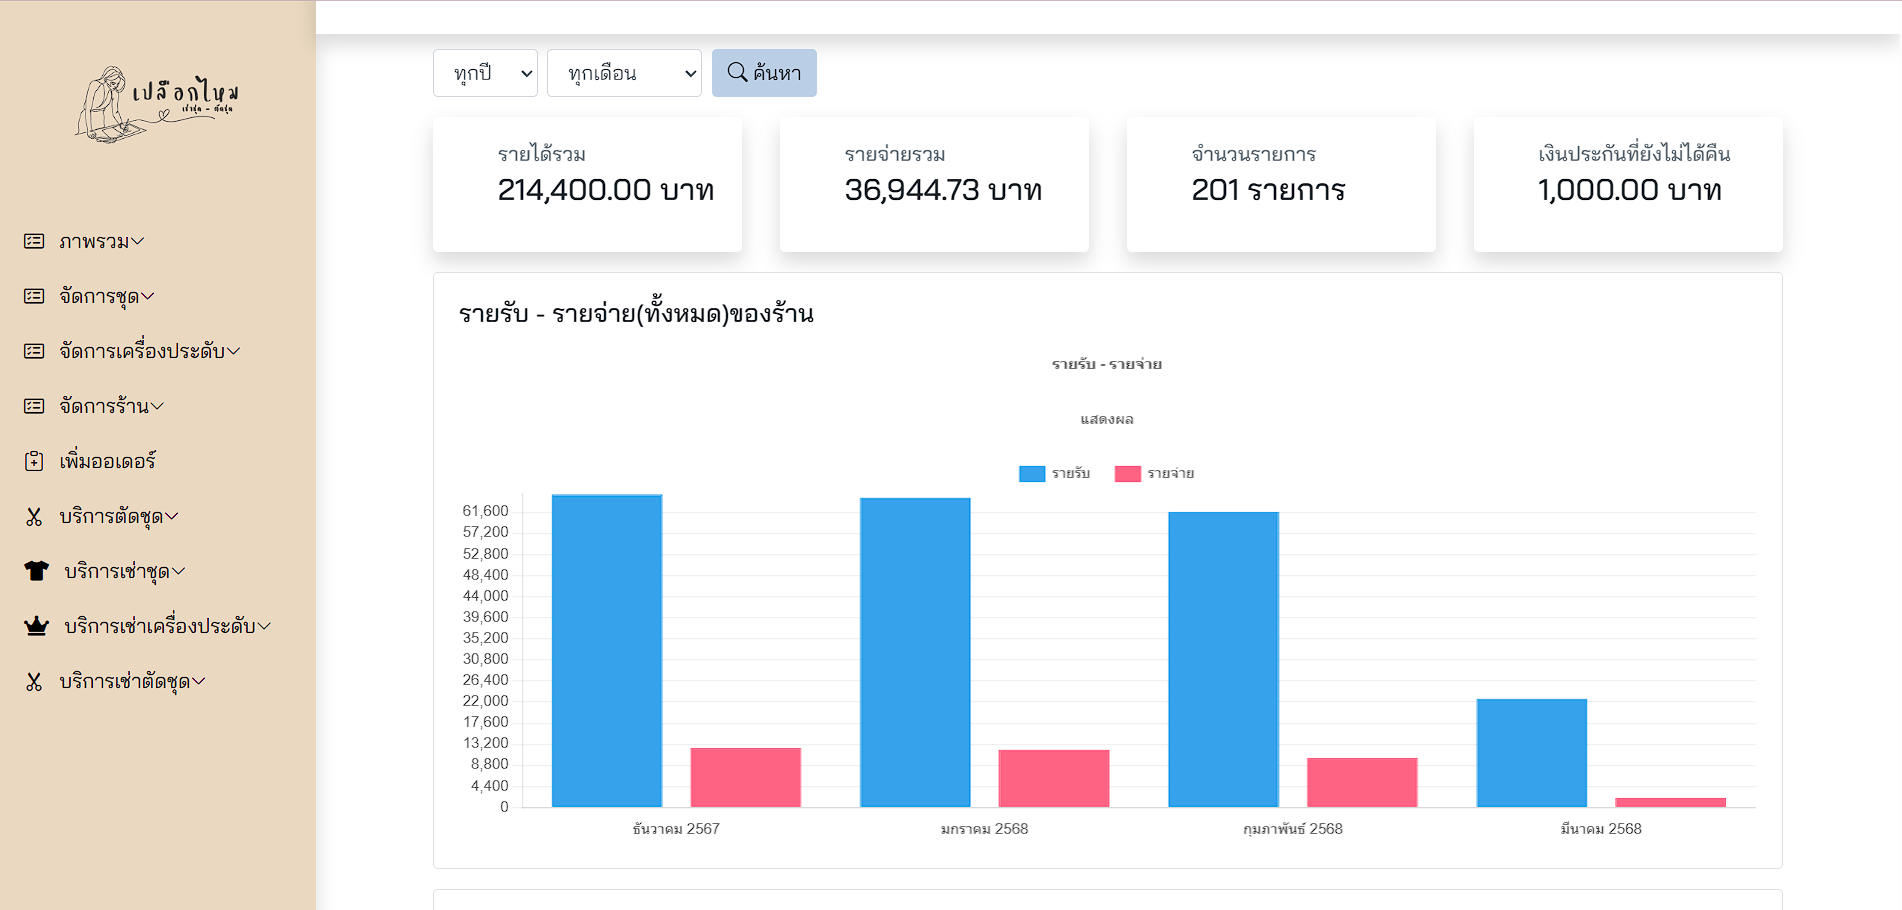 เปลือกไหม
เช่าชุด - ตัดชุด
ภาพรวม
จัดการชุด
จัดการเครื่องประดับ
จัดการร้าน
เพิ่มออเดอร์
บริการตัดชุด
บริการเช่าชุด
บริการเช่าเครื่องประดับ
บริการเช่าตัดชุด
ทุกปี ทุกเดือน ค้นหา
รายได้รวม
214,400.00 บาท
รายจ่ายรวม
36,944.73 บาท
จำนวนรายการ
201 รายการ
เงินประกันที่ยังไม่ได้คืน
1,000.00 บาท
รายรับ - รายจ่าย(ทั้งหมด)ของร้าน
รายรับ - รายจ่าย
แสดงผล
รายรับ รายจ่าย
61,600
57,200
52,800
48,400
44,000
39,600
35,200
30,800
26,400
22,000
17,600
13,200
8,800
4,400
0
ธันวาคม 2567 มกราคม 2568 กุมภาพันธ์ 2568 มีนาคม 2568